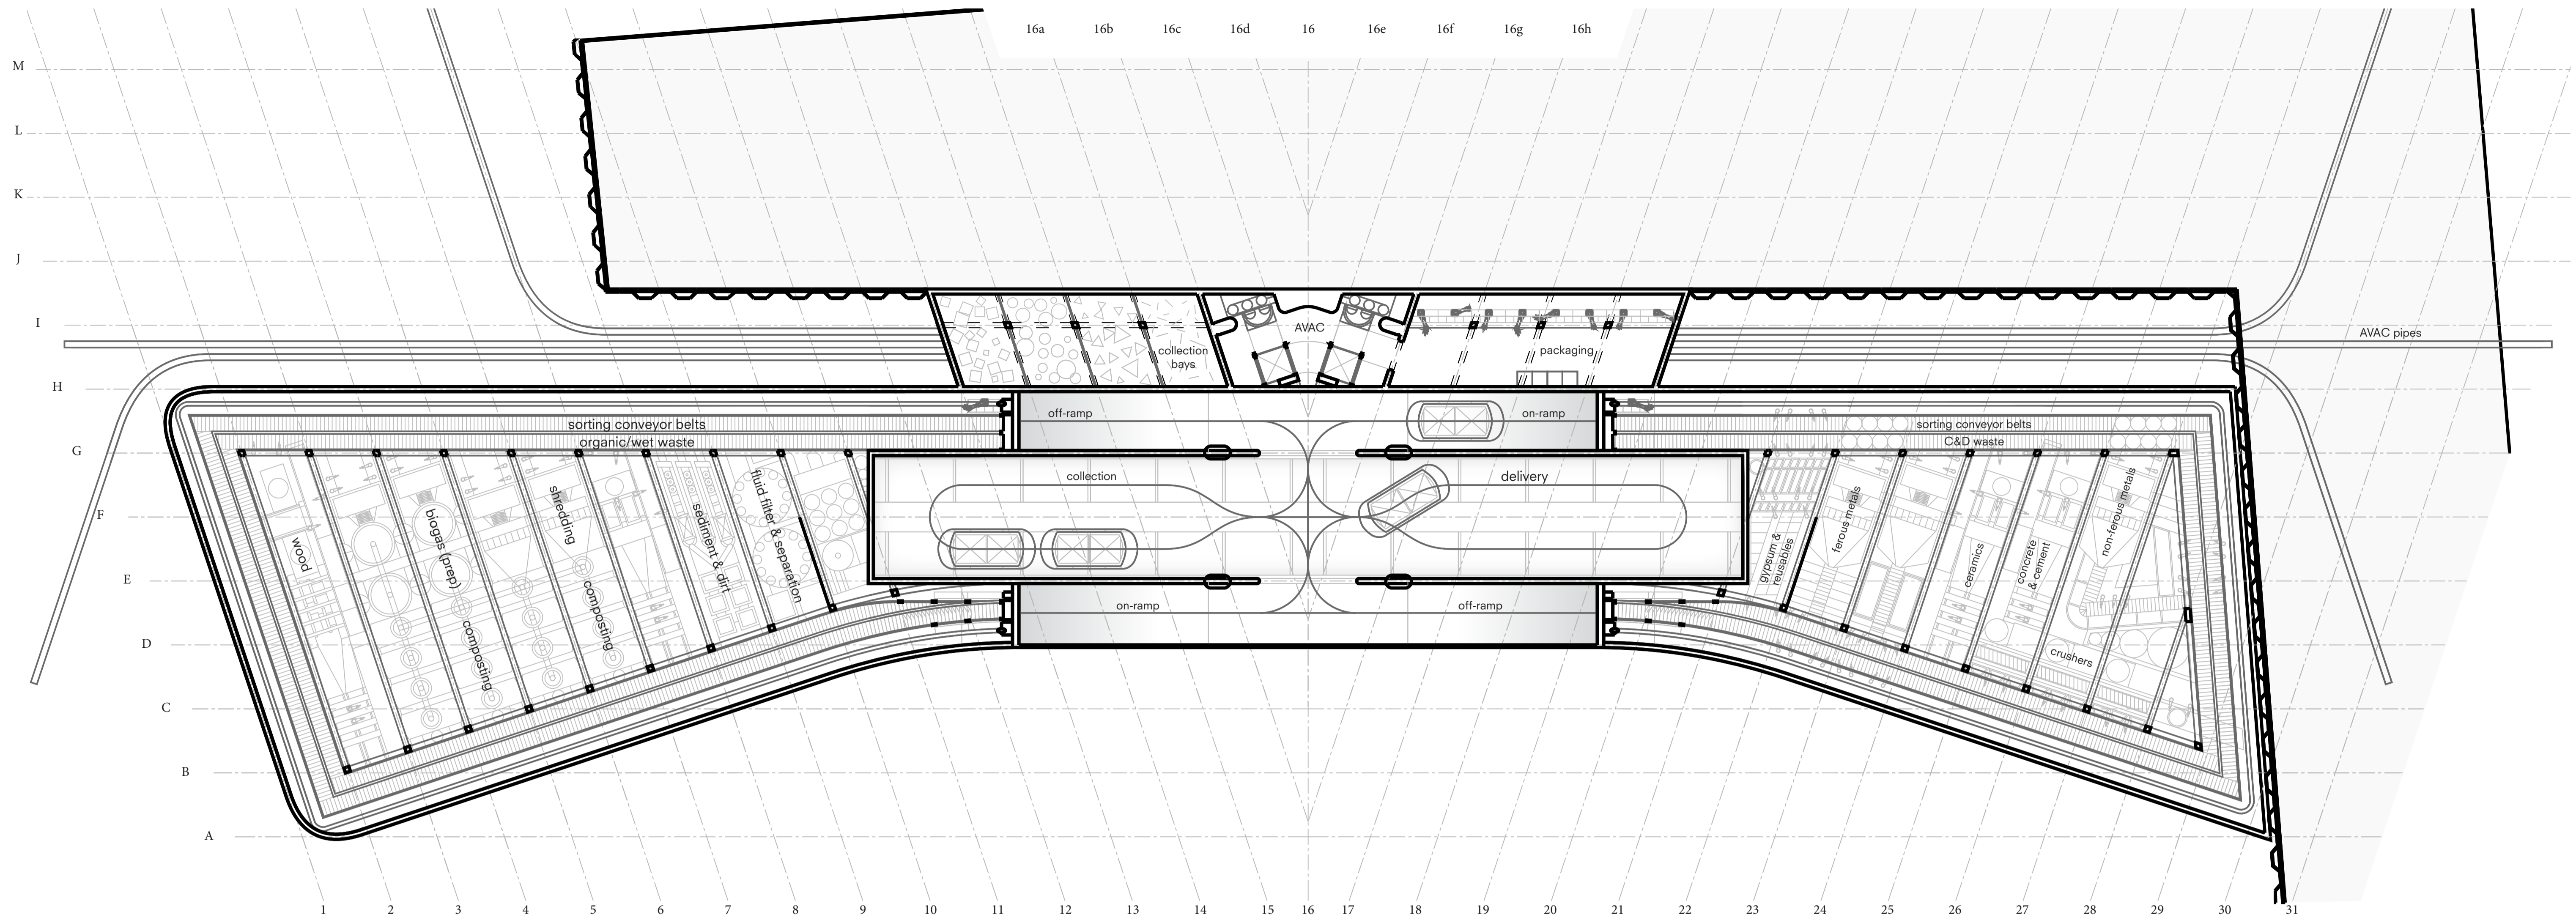 16a 16b 16c 16d 16 16e 16f 16g 16h
M
L
K
J
I
H
G
F
E
D
C
B
A
AVAC
AVAC pipes
collection
bays
packaging
off-ramp
on-ramp
sorting conveyor belts
organic/wet waste
sorting conveyor belts
C&D waste
collection
delivery
wood
biogas (prep)
composting
shredding
composting
sediment & dirt
fluid filter & separation
gypsum &
reusables
ferous metals
ceramics
concrete
& cement
non-ferous metals
crushers
on-ramp
off-ramp
1 2 3 4 5 6 7 8 9 10 11 12 13 14 15 16 17 18 19 20 21 22 23 24 25 26 27 28 29 30 31